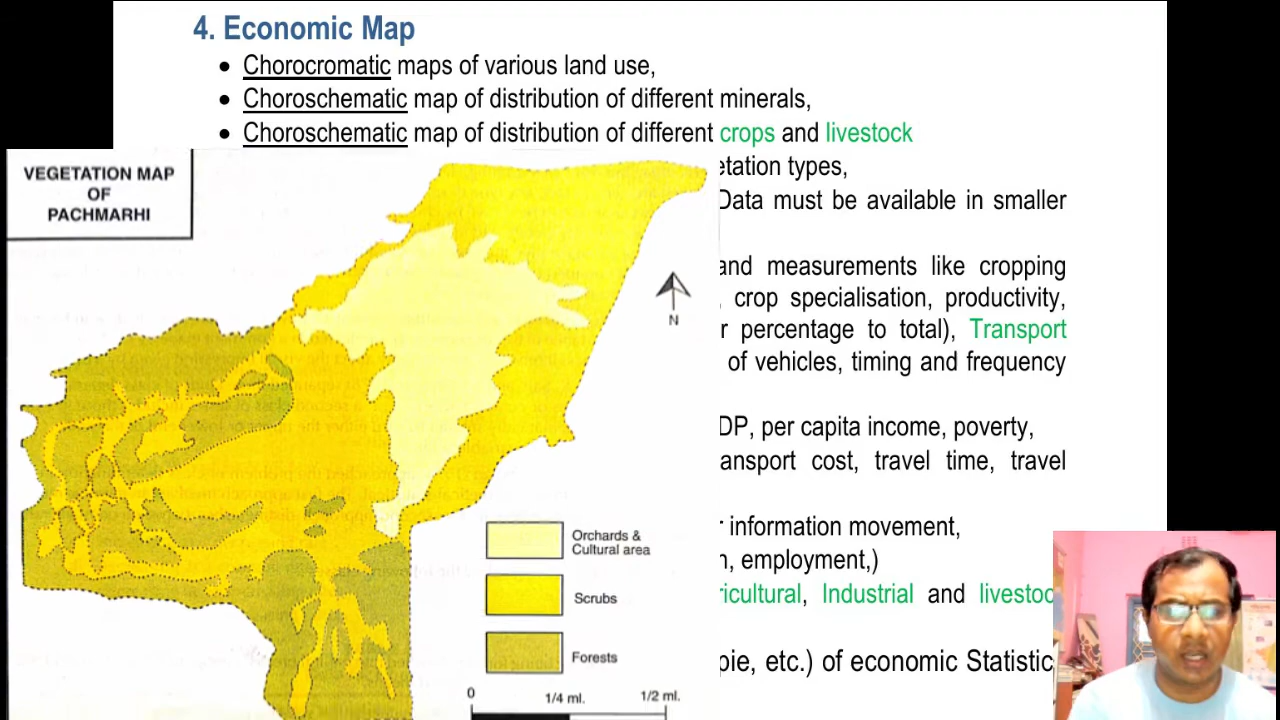 4. Economic Map
• Chorocromatic maps of various land use,
• Choroschematic map of distribution of different minerals,
• Choroschematic map of distribution of different crops and livestock
etation types,
Data must be available in smaller
and measurements like cropping
, crop specialisation, productivity,
r percentage to total), Transport
of vehicles, timing and frequency
DP, per capita income, poverty,
ansport cost, travel time, travel
r information movement,
n, employment,)
ricultural, Industrial and livestoc
pie, etc.) of economic Statistic
VEGETATION MAP
OF
PACHMARHI
N
Orchards &
Cultural area
Scrubs
Forests
0 1/4 ml. 1/2 ml.